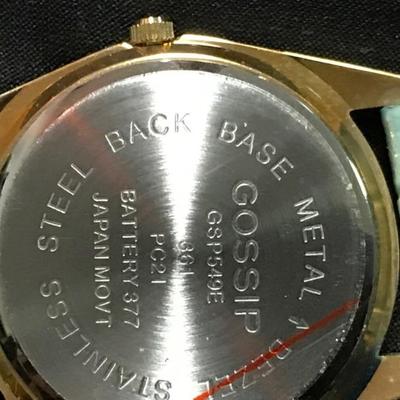 STAINLESS STEEL BACK BASE METAL BEZEL
GOSSIP
GSP549E
361
PC21
BATTERY 377
JAPAN MOVT